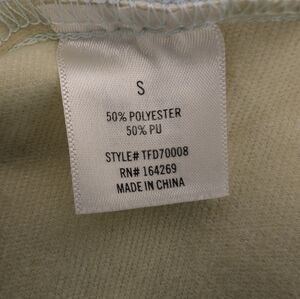 S
50% POLYESTER
50% PU
STYLE# TFD70008
RN# 164269
MADE IN CHINA